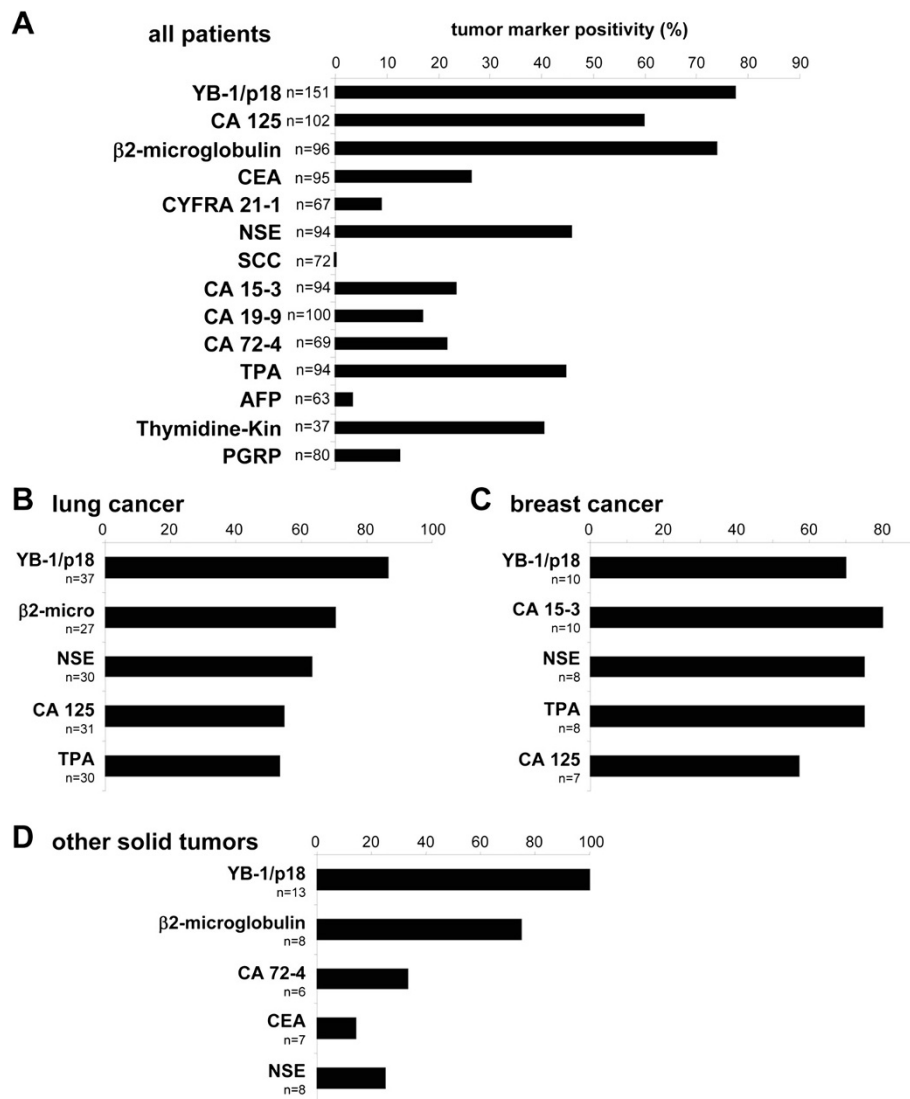 A
all patients
tumor marker positivity (%)
0 10 20 30 40 50 60 70 80 90
YB-1/p18 n=151
CA 125 n=102
β2-microglobulin n=96
CEA n=95
CYFRA 21-1 n=67
NSE n=94
SCC n=72
CA 15-3 n=94
CA 19-9 n=100
CA 72-4 n=69
TPA n=94
AFP n=63
Thymidine-Kin n=37
PGRP n=80
B lung cancer
0 20 40 60 80 100
YB-1/p18
n=37
β2-micro
n=27
NSE
n=30
CA 125
n=31
TPA
n=30
C breast cancer
0 20 40 60 80
YB-1/p18
n=10
CA 15-3
n=10
NSE
n=8
TPA
n=8
CA 125
n=7
D other solid tumors
0 20 40 60 80 100
YB-1/p18
n=13
β2-microglobulin
n=8
CA 72-4
n=6
CEA
n=7
NSE
n=8